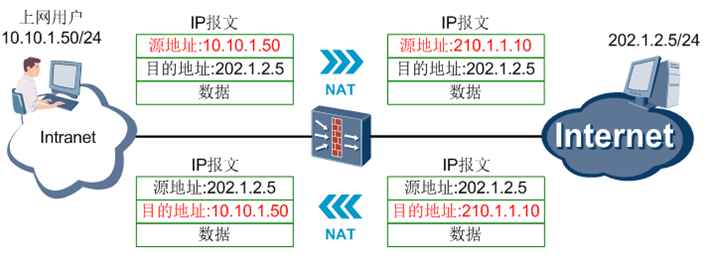 上网用户
10.10.1.50/24
IP报文
源地址:10.10.1.50
目的地址:202.1.2.5
数据
NAT
IP报文
源地址:210.1.1.10
目的地址:202.1.2.5
数据
202.1.2.5/24
Intranet
Internet
IP报文
源地址:202.1.2.5
目的地址:10.10.1.50
数据
NAT
IP报文
源地址:202.1.2.5
目的地址:210.1.1.10
数据